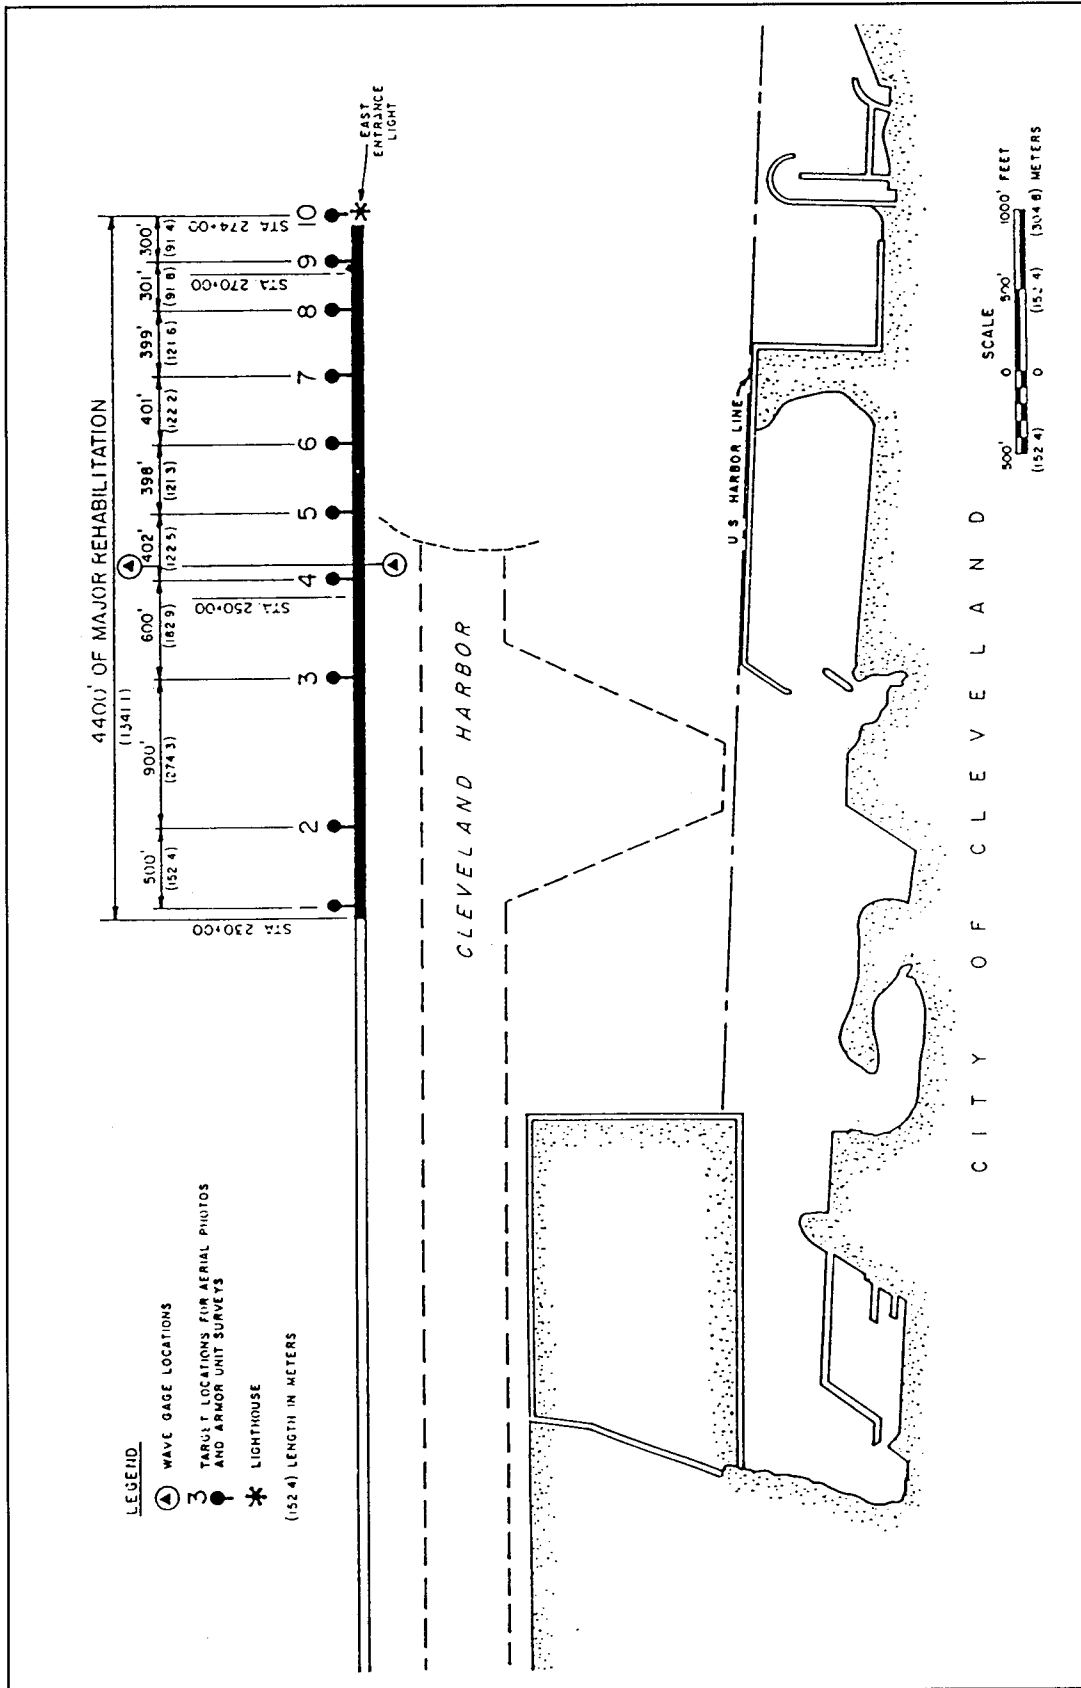 4400' OF MAJOR REHABILITATION
(1341.1)
500' 900' 600' 402' 398' 401' 399' 301' 300'
(152.4) (274.3) (182.9) (122.5) (121.3) (122.2) (121.6) (91.8) (91.4)
STA 230+00
STA. 250+00
STA. 270+00
STA 274+00
1 2 3 4 5 6 7 8 9 10
EAST
ENTRANCE
LIGHT
CLEVELAND HARBOR
U S HARBOR LINE
CITY OF CLEVELAND
LEGEND
WAVE GAGE LOCATIONS
3 TARGET LOCATIONS FOR AERIAL PHOTOS
AND ARMOR UNIT SURVEYS
LIGHTHOUSE
(152 4) LENGTH IN METERS
SCALE
500' 0 500' 1000' FEET
(152.4) 0 (152 4) (304 8) METERS